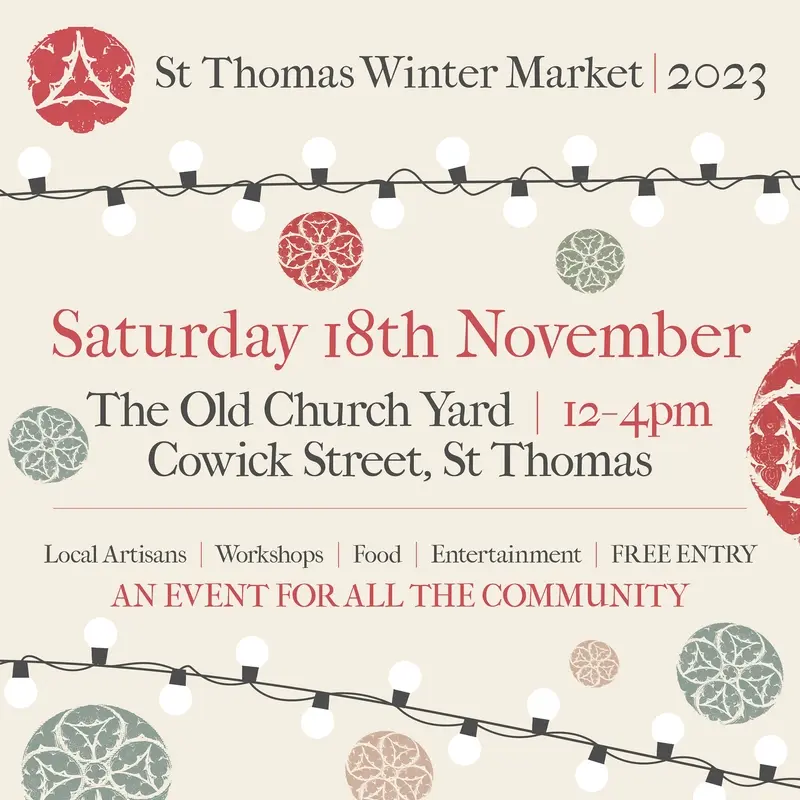 St Thomas Winter Market | 2023
Saturday 18th November
The Old Church Yard | 12-4pm
Cowick Street, St Thomas
Local Artisans | Workshops | Food | Entertainment | FREE ENTRY
AN EVENT FOR ALL THE COMMUNITY